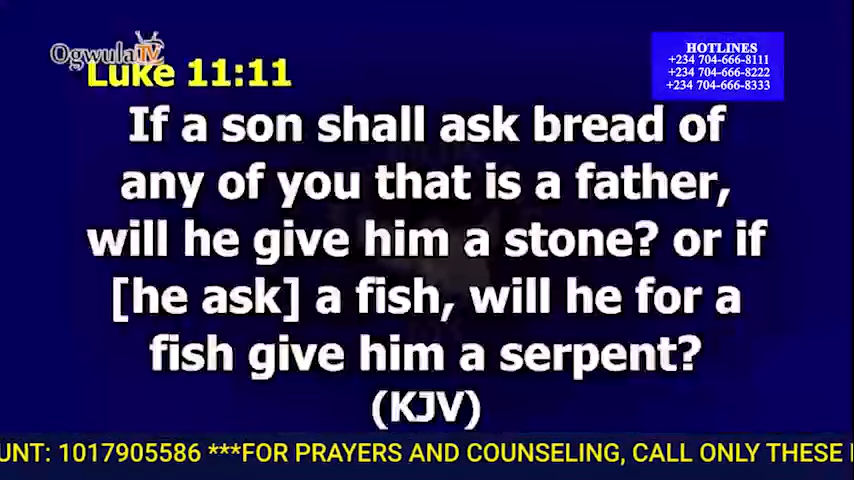 OgwulaTV
HOTLINES
+234 704-666-8111
+234 704-666-8222
+234 704-666-8333
Luke 11:11
If a son shall ask bread of
any of you that is a father,
will he give him a stone? or if
[he ask] a fish, will he for a
fish give him a serpent?
(KJV)
UNT: 1017905586 ***FOR PRAYERS AND COUNSELING, CALL ONLY THESE